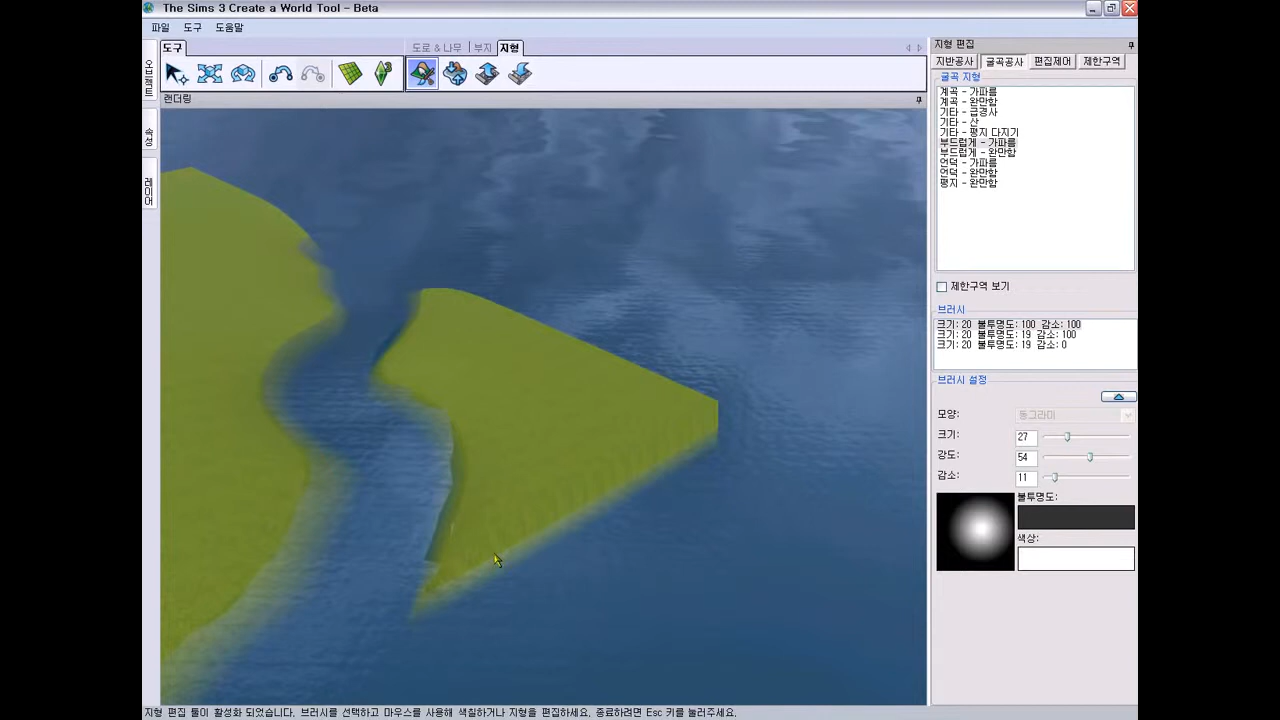 The Sims 3 Create a World Tool - Beta
파일 도구 도움말
도구 도로 & 나무 부지 지형
렌더링
오브젝트
속성
레이어
지형 편집
지반공사 굴곡공사 편집제어 제한구역
굴곡 지형
계곡 - 가파름
계곡 - 완만함
기타 - 급경사
기타 - 산
기타 - 평지 다지기
부드럽게 - 가파름
부드럽게 - 완만함
언덕 - 가파름
언덕 - 완만함
평지 - 완만함
제한구역 보기
브러시
크기: 20 불투명도: 100 감소: 100
크기: 20 불투명도: 19 감소: 100
크기: 20 불투명도: 19 감소: 0
브러시 설정
모양: 동그라미
크기: 27
강도: 54
감소: 11
불투명도:
색상:
지형 편집 툴이 활성화 되었습니다. 브러시를 선택하고 마우스를 사용해 색칠하거나 지형을 편집하세요. 종료하려면 Esc 키를 눌러주세요.